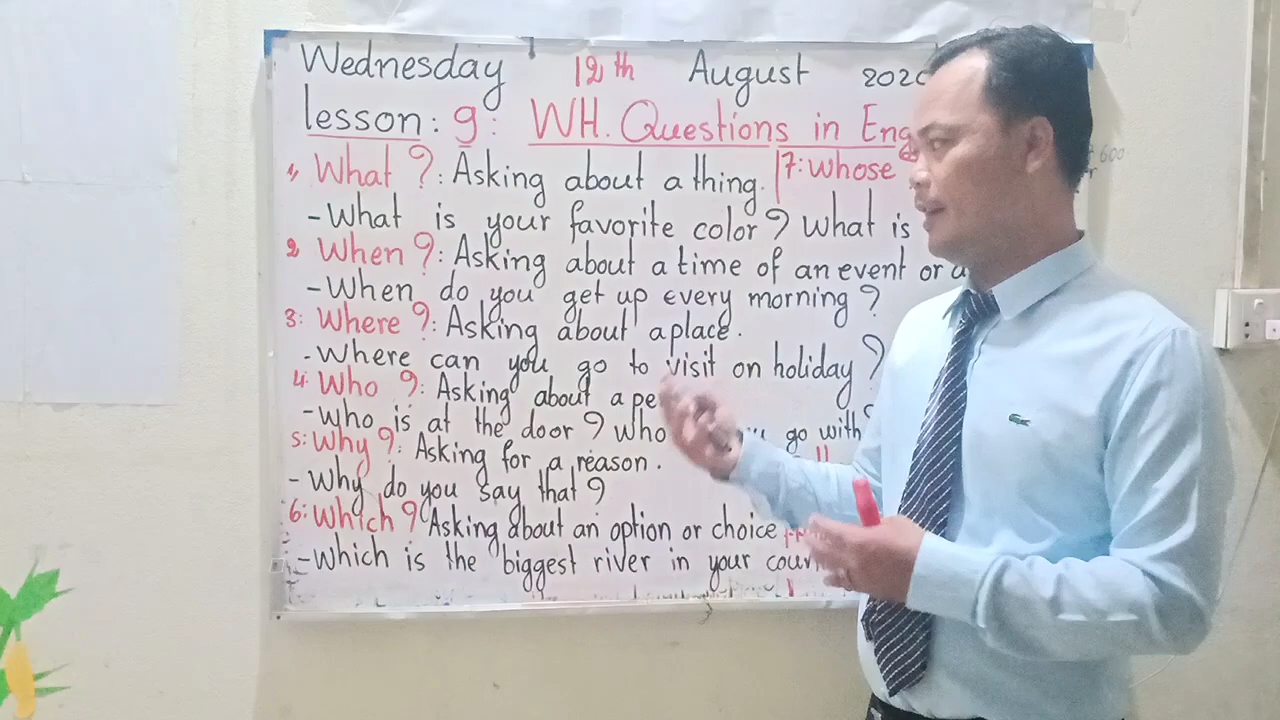 Wednesday 12th August 2020
lesson: 9: WH. Questions in Eng
1, What ?: Asking about a thing. 7: Whose
- What is your favorite color? What is
2 When ?: Asking about a time of an event or a
- When do you get up every morning?
3: Where ?: Asking about a place.
- Where can you go to visit on holiday?
4: Who ?: Asking about a pe
- Who is at the door? Who go with?
5: Why ?: Asking for a reason.
- Why do you say that?
6: Which ? Asking about an option or choice
- Which is the biggest river in your coun
600